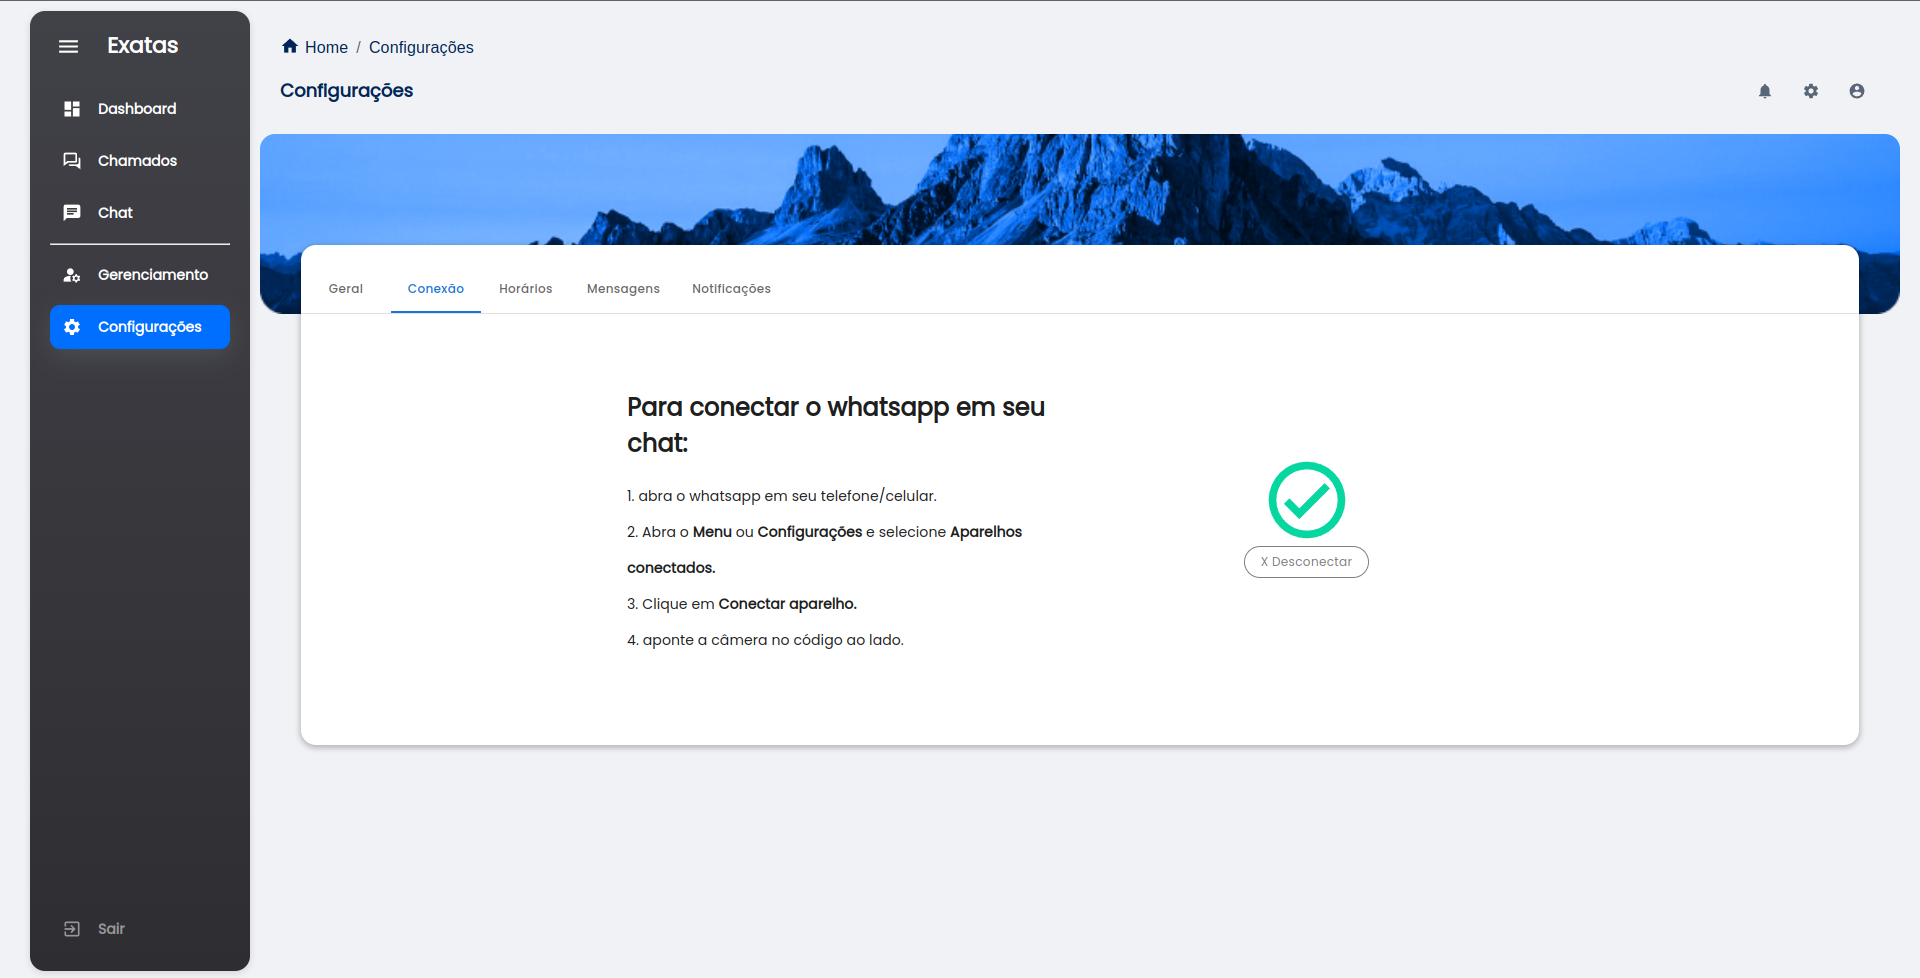 Exatas
Dashboard
Chamados
Chat
Gerenciamento
Configurações
Sair
Home / Configurações
Configurações
Geral
Conexão
Horários
Mensagens
Notificações
Para conectar o whatsapp em seu
chat:
1. abra o whatsapp em seu telefone/celular.
2. Abra o Menu ou Configurações e selecione Aparelhos
conectados.
3. Clique em Conectar aparelho.
4. aponte a câmera no código ao lado.
X Desconectar